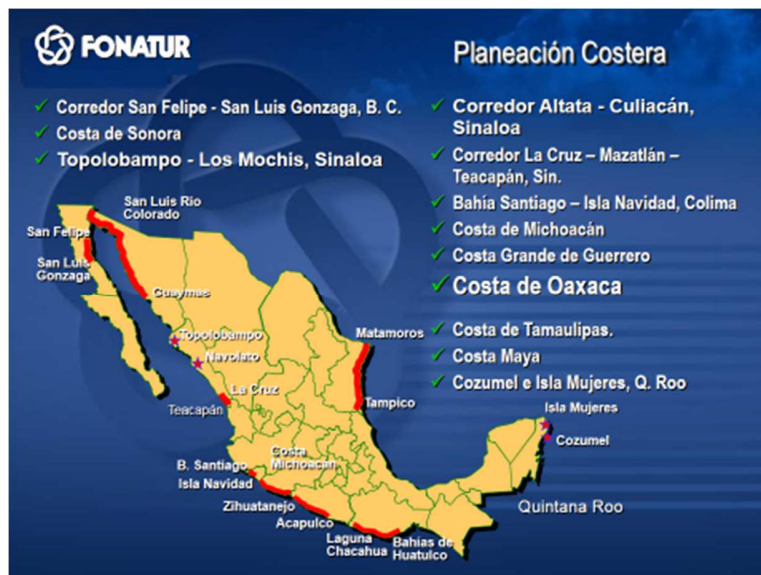 FONATUR
Planeación Costera
Corredor San Felipe - San Luis Gonzaga, B. C.
Costa de Sonora
Topolobampo - Los Mochis, Sinaloa
Corredor Altata - Culiacán,
Sinaloa
Corredor La Cruz – Mazatlán –
Teacapán, Sin.
Bahía Santiago – Isla Navidad, Colima
Costa de Michoacán
Costa Grande de Guerrero
Costa de Oaxaca
Costa de Tamaulipas.
Costa Maya
Cozumel e Isla Mujeres, Q. Roo
San Luis Rio
Colorado
San Felipe
San Luis
Gonzaga
Guaymas
Topolobampo
Navolato
La Cruz
Teacapán
Matamoros
Tampico
Isla Mujeres
Cozumel
Quintana Roo
Costa
Michoacán
B. Santiago
Isla Navidad
Zihuatanejo
Acapulco
Laguna
Chacahua
Bahías de
Huatulco